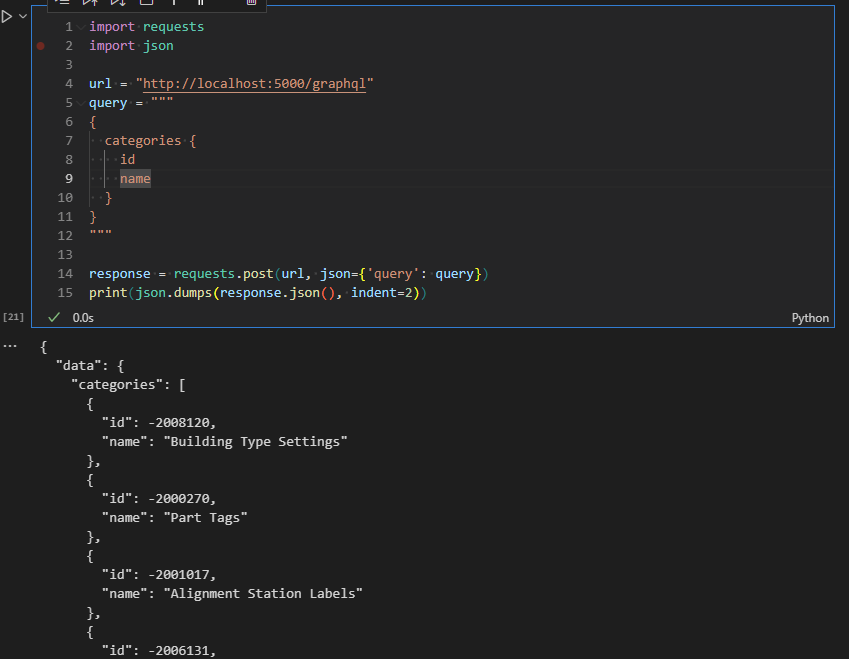 1 import requests
2 import json
3
4 url = "http://localhost:5000/graphql"
5 query = """
6 {
7   categories {
8     id
9     name
10   }
11 }
12 """
13
14 response = requests.post(url, json={'query': query})
15 print(json.dumps(response.json(), indent=2))
[21] 0.0s Python
... {
  "data": {
    "categories": [
      {
        "id": -2008120,
        "name": "Building Type Settings"
      },
      {
        "id": -2000270,
        "name": "Part Tags"
      },
      {
        "id": -2001017,
        "name": "Alignment Station Labels"
      },
      {
        "id": -2006131,